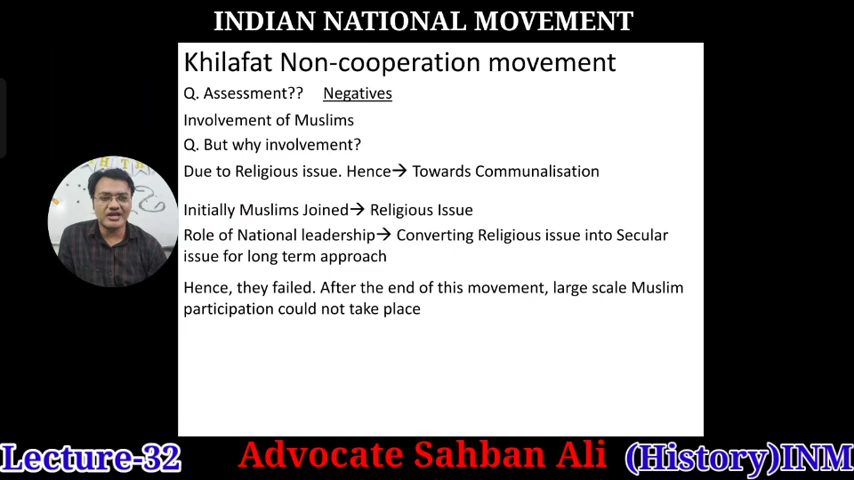 INDIAN NATIONAL MOVEMENT
Khilafat Non-cooperation movement
Q. Assessment?? Negatives
Involvement of Muslims
Q. But why involvement?
Due to Religious issue. Hence→ Towards Communalisation
Initially Muslims Joined→ Religious Issue
Role of National leadership→ Converting Religious issue into Secular
issue for long term approach
Hence, they failed. After the end of this movement, large scale Muslim
participation could not take place
Lecture-32 Advocate Sahban Ali (History)INM